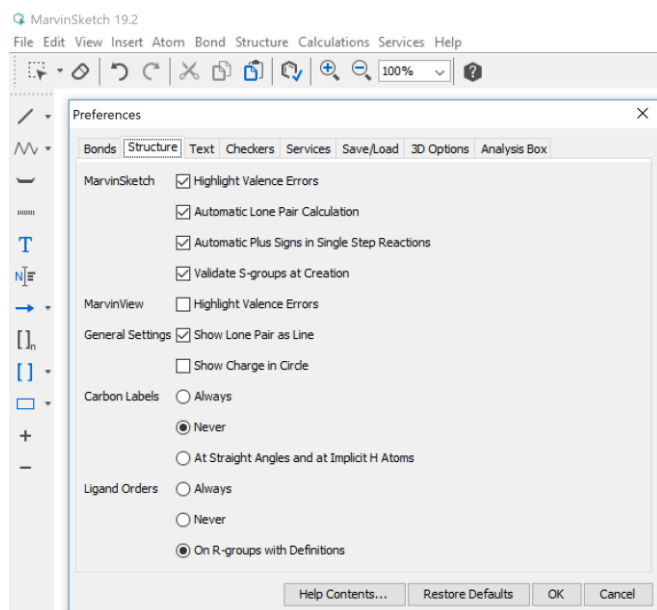 MarvinSketch 19.2
File Edit View Insert Atom Bond Structure Calculations Services Help
100%
?
Preferences
Bonds Structure Text Checkers Services Save/Load 3D Options Analysis Box
MarvinSketch Highlight Valence Errors
Automatic Lone Pair Calculation
Automatic Plus Signs in Single Step Reactions
Validate S-groups at Creation
MarvinView Highlight Valence Errors
General Settings Show Lone Pair as Line
Show Charge in Circle
Carbon Labels Always
Never
At Straight Angles and at Implicit H Atoms
Ligand Orders Always
Never
On R-groups with Definitions
T
N
[ ]n
[ ]
Help Contents... Restore Defaults OK Cancel